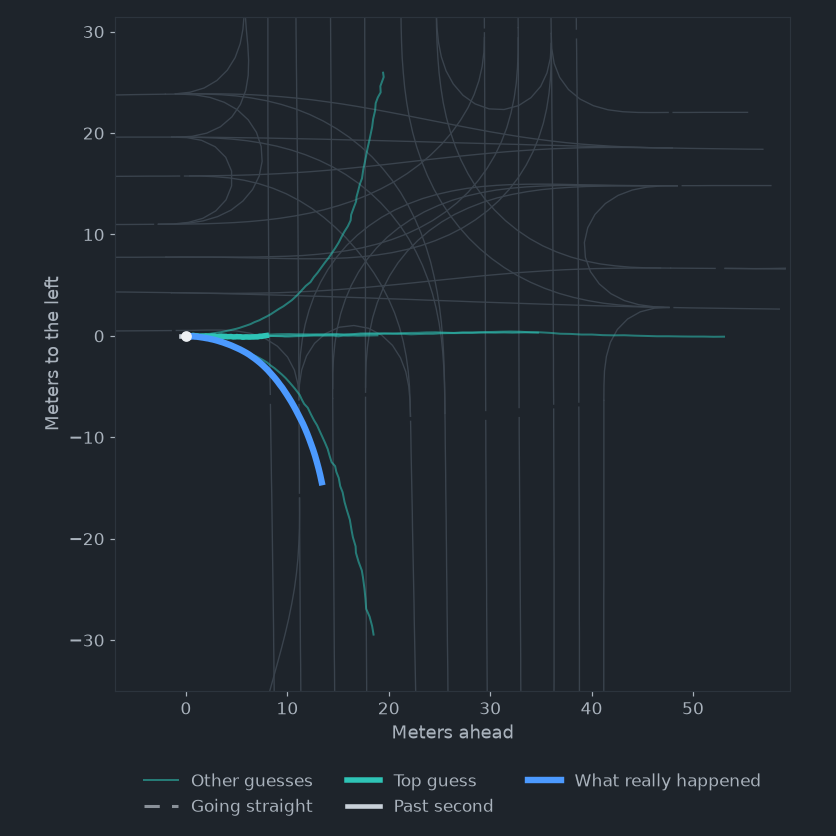 30
20
10
0
−10
−20
−30
Meters to the left
0 10 20 30 40 50
Meters ahead
Other guesses Top guess What really happened
Going straight Past second